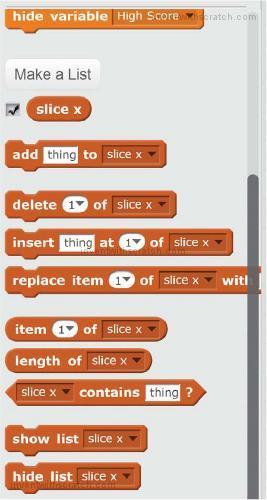 hide variable High Score
Make a List
slice x
add thing to slice x
delete 1 of slice x
insert thing at 1 of slice x
replace item 1 of slice x with
item 1 of slice x
length of slice x
slice x contains thing ?
show list slice x
hide list slice x